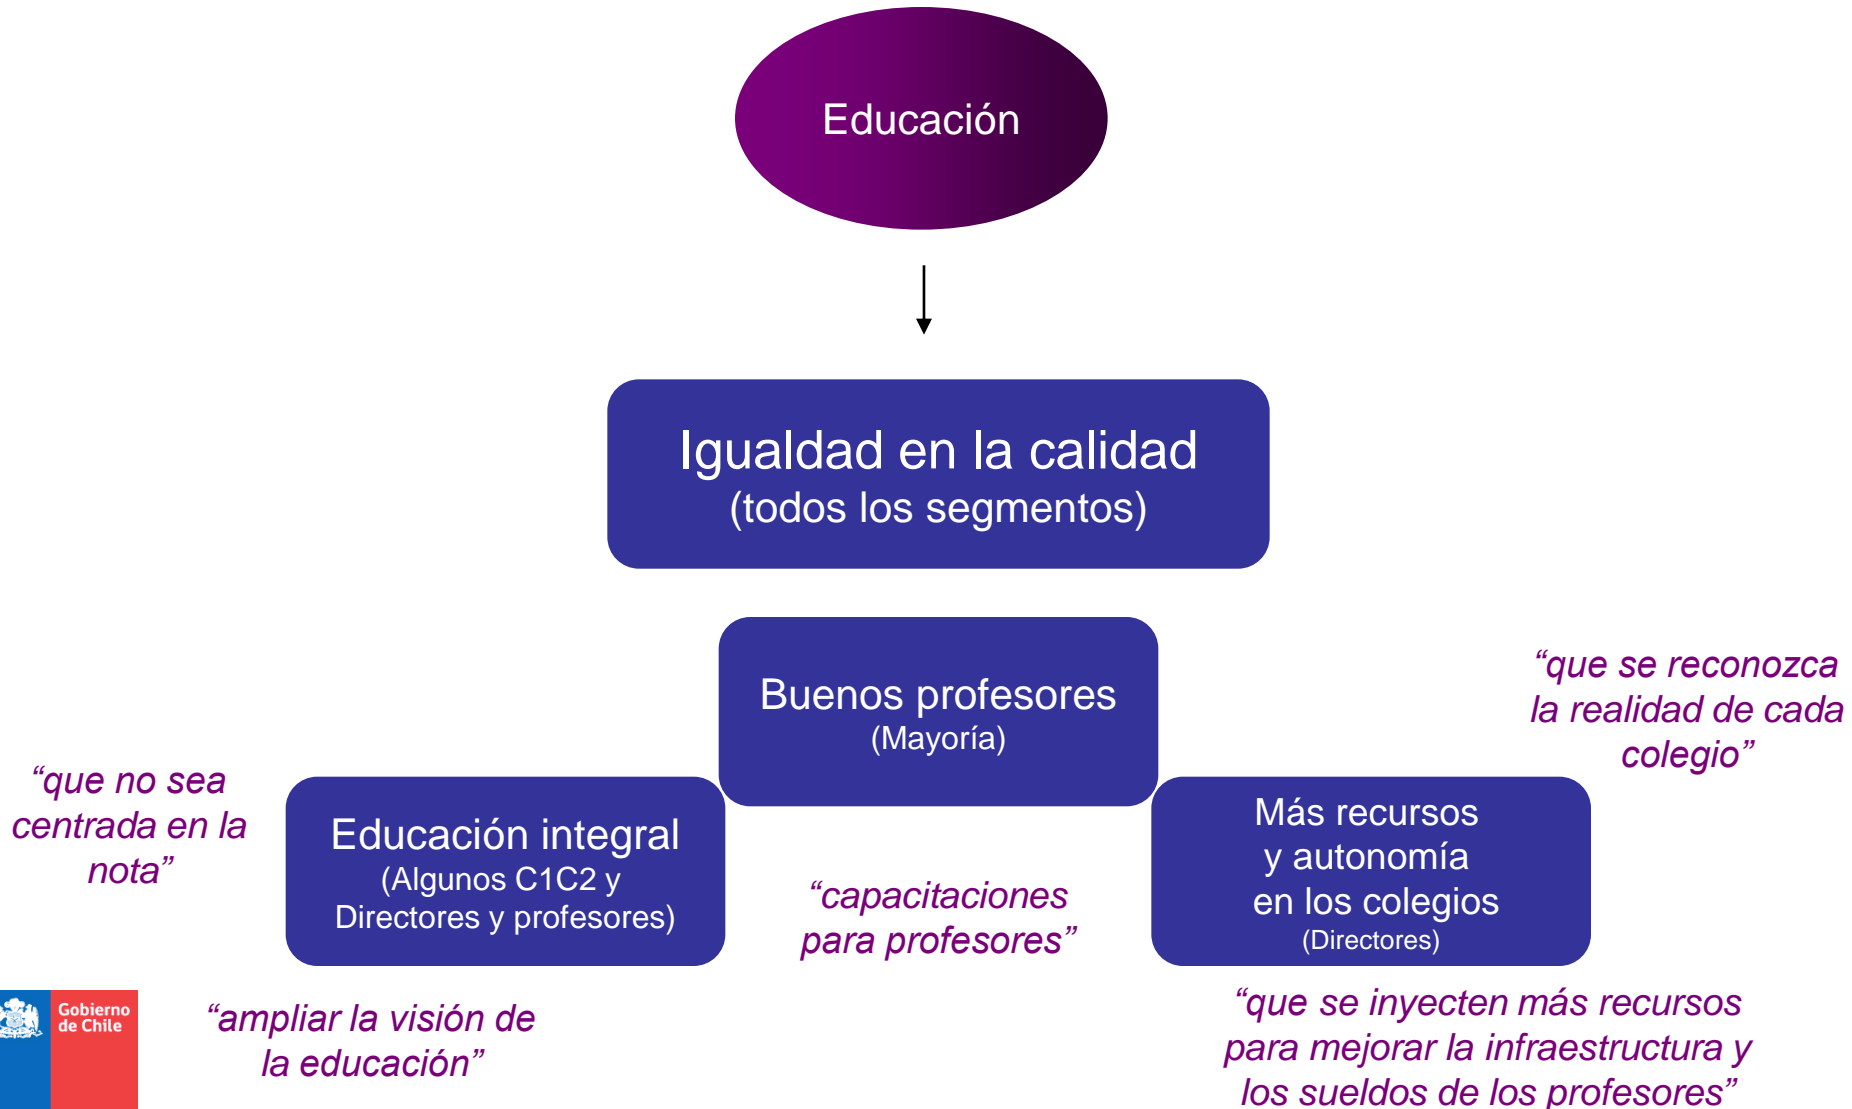 Educación
Igualdad en la calidad
(todos los segmentos)
Buenos profesores
(Mayoría)
“que se reconozca
la realidad de cada
colegio”
“que no sea
centrada en la
nota”
Educación integral
(Algunos C1C2 y
Directores y profesores)
“capacitaciones
para profesores”
Más recursos
y autonomía
en los colegios
(Directores)
Gobierno
de Chile
“ampliar la visión de
la educación”
“que se inyecten más recursos
para mejorar la infraestructura y
los sueldos de los profesores”